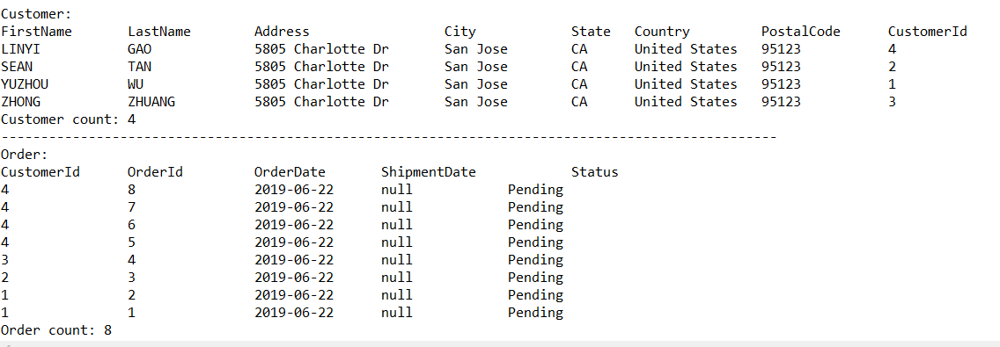 Customer:
FirstName LastName Address City State Country PostalCode CustomerId
LINYI GAO 5805 Charlotte Dr San Jose CA United States 95123 4
SEAN TAN 5805 Charlotte Dr San Jose CA United States 95123 2
YUZHOU WU 5805 Charlotte Dr San Jose CA United States 95123 1
ZHONG ZHUANG 5805 Charlotte Dr San Jose CA United States 95123 3
Customer count: 4
--------------------------------------------------------------------------------------------------
Order:
CustomerId OrderId OrderDate ShipmentDate Status
4 8 2019-06-22 null Pending
4 7 2019-06-22 null Pending
4 6 2019-06-22 null Pending
4 5 2019-06-22 null Pending
3 4 2019-06-22 null Pending
2 3 2019-06-22 null Pending
1 2 2019-06-22 null Pending
1 1 2019-06-22 null Pending
Order count: 8